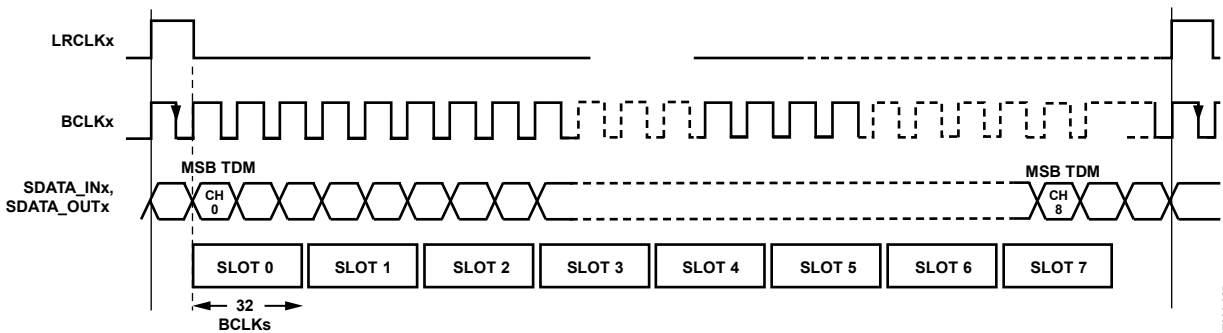 LRCLKx
BCLKx
MSB TDM
MSB TDM
SDATA_INx,
SDATA_OUTx
CH
0
CH
8
SLOT 0
SLOT 1
SLOT 2
SLOT 3
SLOT 4
SLOT 5
SLOT 6
SLOT 7
32
BCLKs